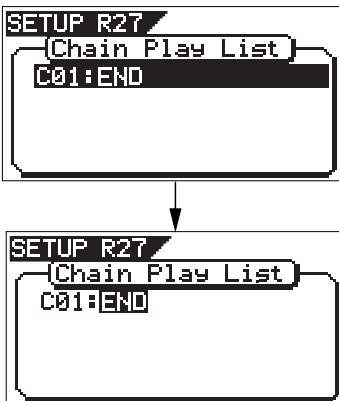 SETUP R27
Chain Play List
C01:END
SETUP R27
Chain Play List
C01:END